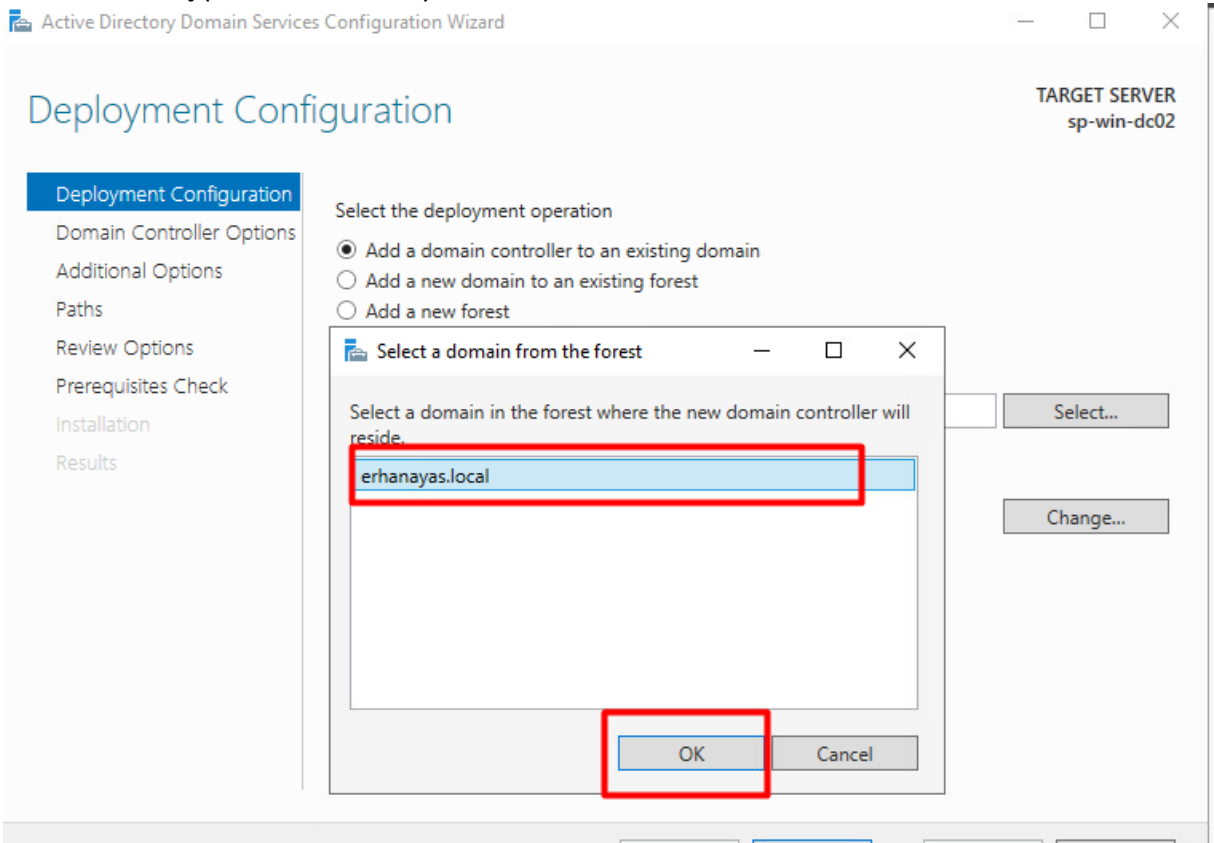 Active Directory Domain Services Configuration Wizard
Deployment Configuration
TARGET SERVER
sp-win-dc02
Deployment Configuration
Domain Controller Options
Additional Options
Paths
Review Options
Prerequisites Check
Installation
Results
Select the deployment operation
Add a domain controller to an existing domain
Add a new domain to an existing forest
Add a new forest
Select a domain from the forest
Select a domain in the forest where the new domain controller will
reside.
erhanayas.local
OK
Cancel
Select...
Change...